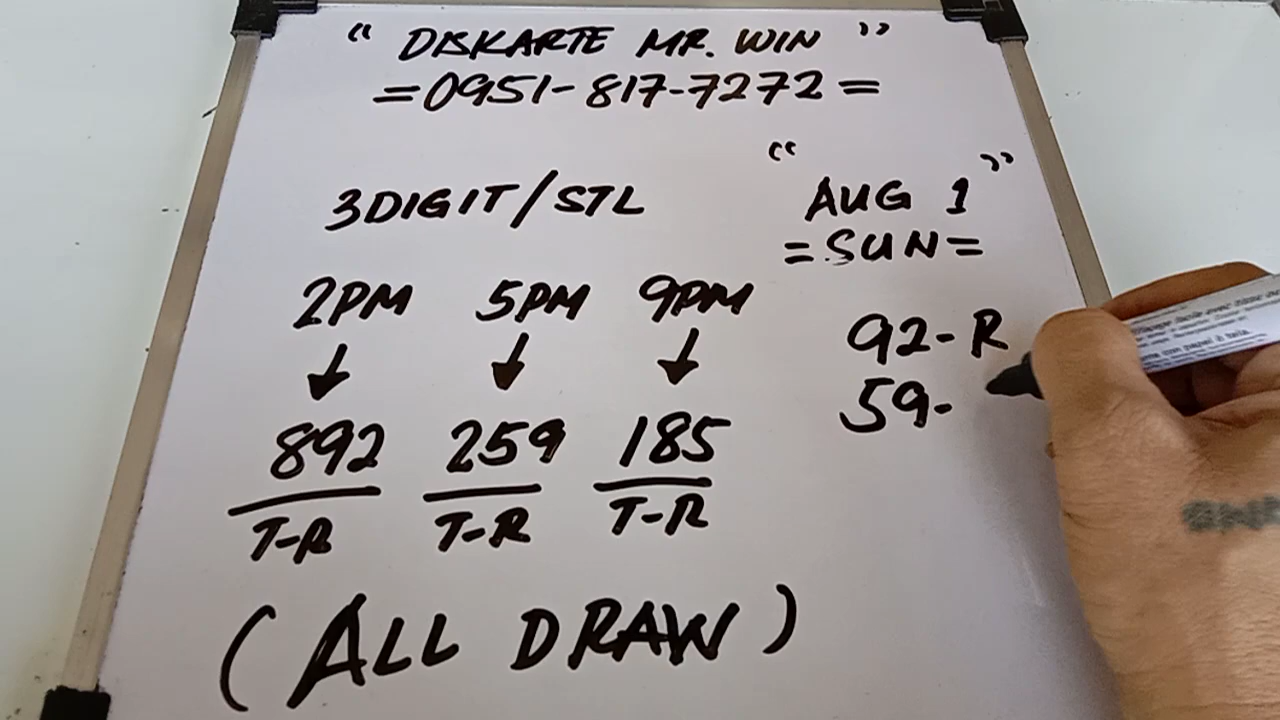 “ DISKARTE MR. WIN ”
=0951-817-7272=
3DIGIT/STL
“ AUG 1 ”
=SUN=
2PM 5PM 9PM
892 259 185
T-R T-R T-R
92-R
59-
(ALL DRAW)